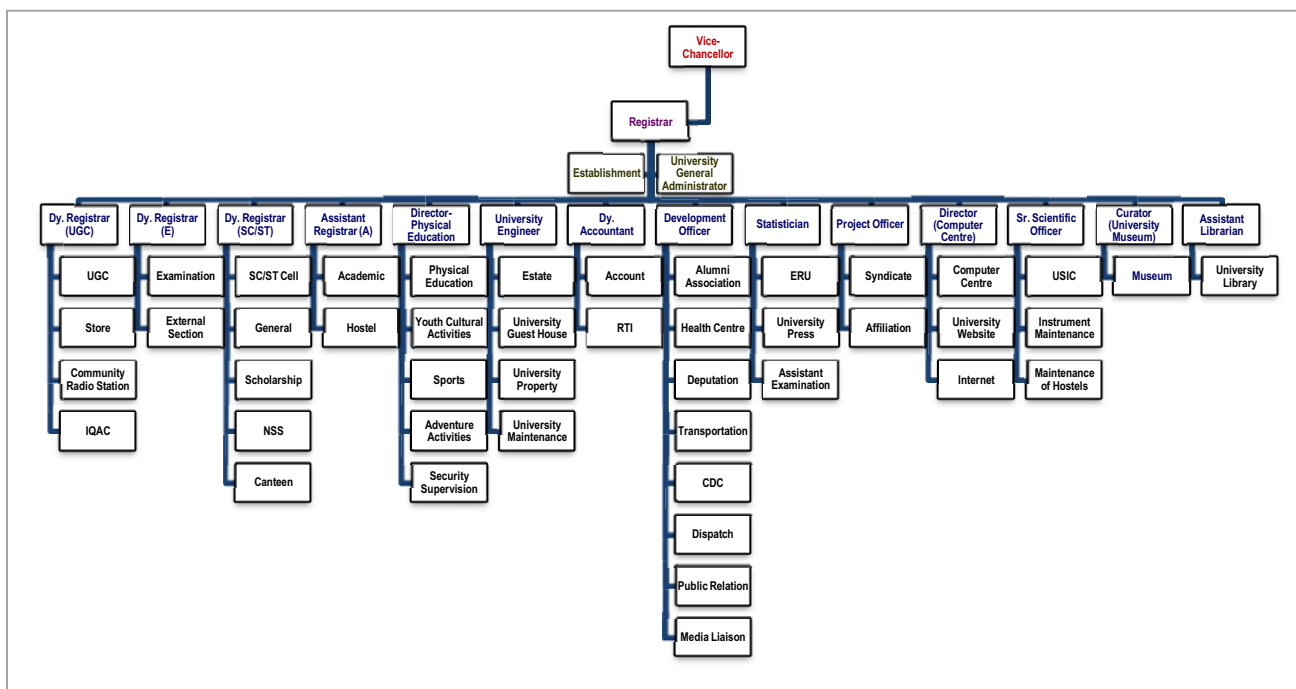 Vice-
Chancellor
Registrar
Establishment
University
General
Administrator
Dy. Registrar
(UGC)
Dy. Registrar
(E)
Dy. Registrar
(SC/ST)
Assistant
Registrar (A)
Director-
Physical
Education
University
Engineer
Dy.
Accountant
Development
Officer
Statistician
Project Officer
Director
(Computer
Centre)
Sr. Scientific
Officer
Curator
(University
Museum)
Assistant
Librarian
UGC
Store
Community
Radio Station
IQAC
Examination
External
Section
SC/ST Cell
General
Scholarship
NSS
Canteen
Academic
Hostel
Physical
Education
Youth Cultural
Activities
Sports
Adventure
Activities
Security
Supervision
Estate
University
Guest House
University
Property
University
Maintenance
Account
RTI
Alumni
Association
Health Centre
Deputation
Transportation
CDC
Dispatch
Public Relation
Media Liaison
ERU
University
Press
Assistant
Examination
Syndicate
Affiliation
Computer
Centre
University
Website
Internet
USIC
Instrument
Maintenance
Maintenance
of Hostels
Museum
University
Library